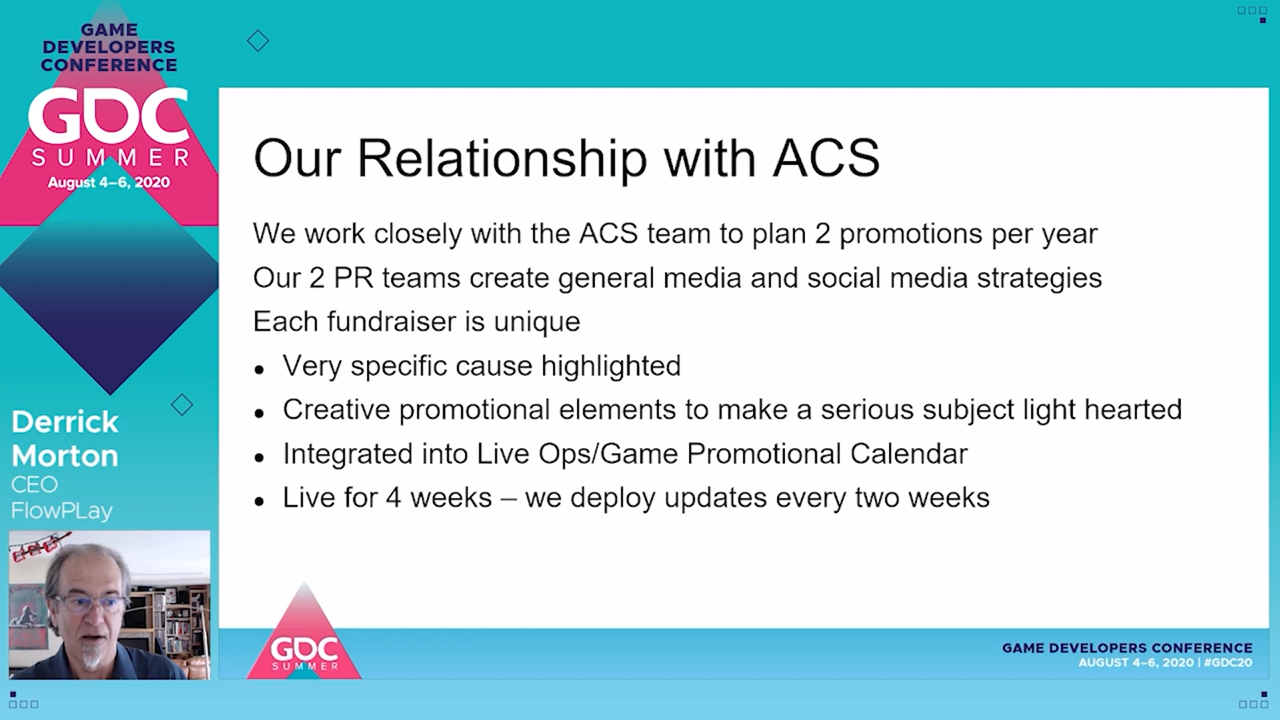 GAME
DEVELOPERS
CONFERENCE
GDC
SUMMER
August 4–6, 2020
Our Relationship with ACS
We work closely with the ACS team to plan 2 promotions per year
Our 2 PR teams create general media and social media strategies
Each fundraiser is unique
• Very specific cause highlighted
• Creative promotional elements to make a serious subject light hearted
• Integrated into Live Ops/Game Promotional Calendar
• Live for 4 weeks – we deploy updates every two weeks
Derrick
Morton
CEO
FlowPLay
GDC
SUMMER
GAME DEVELOPERS CONFERENCE
AUGUST 4–6, 2020 | #GDC20